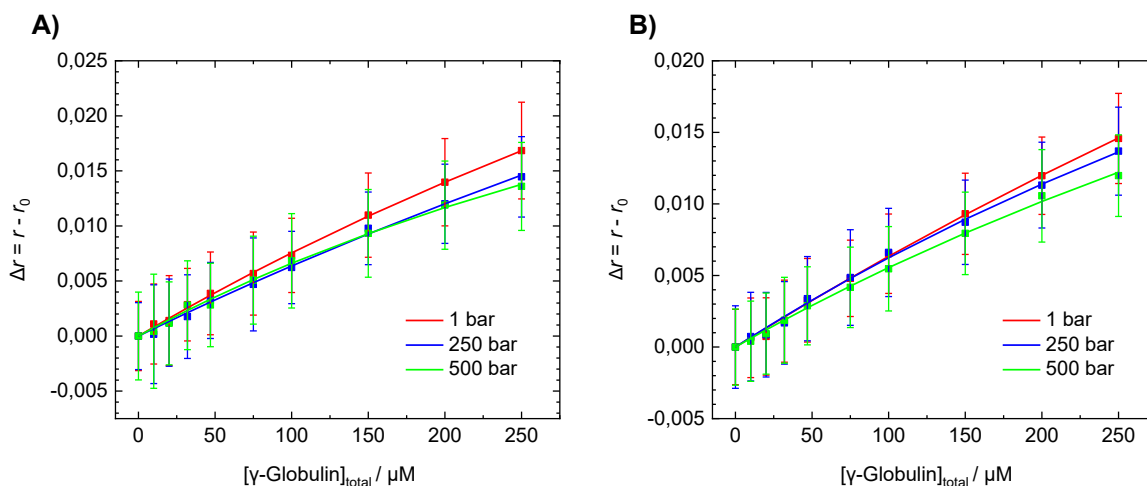 A)
0,025
0,020
0,015
0,010
0,005
0,000
-0,005
Δr = r - r₀
1 bar
250 bar
500 bar
0 50 100 150 200 250
[γ-Globulin]total / μM
B)
0,020
0,015
0,010
0,005
0,000
-0,005
Δr = r - r₀
1 bar
250 bar
500 bar
0 50 100 150 200 250
[γ-Globulin]total / μM